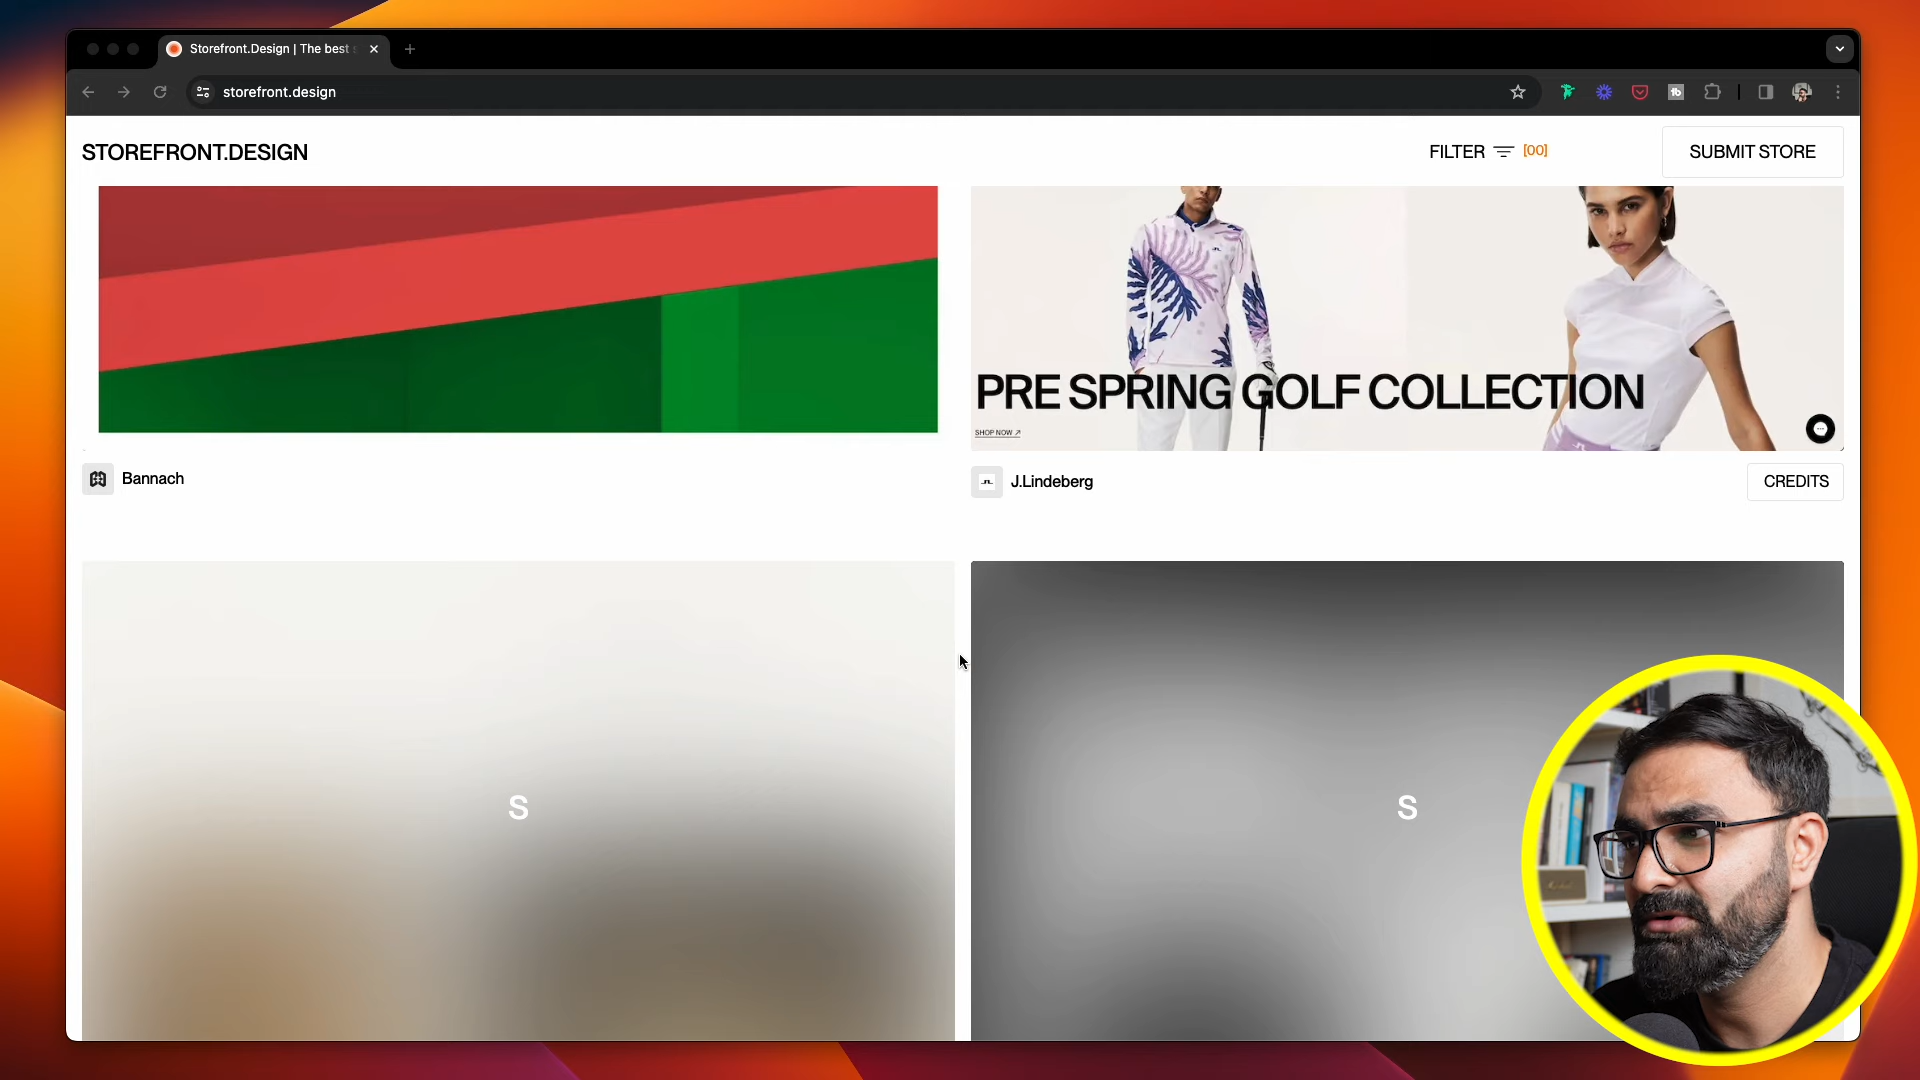 Storefront.Design | The best
storefront.design
STOREFRONT.DESIGN
FILTER [00]
SUBMIT STORE
PRE SPRING GOLF COLLECTION
SHOP NOW ↗
Bannach
J.Lindeberg
CREDITS
S
S